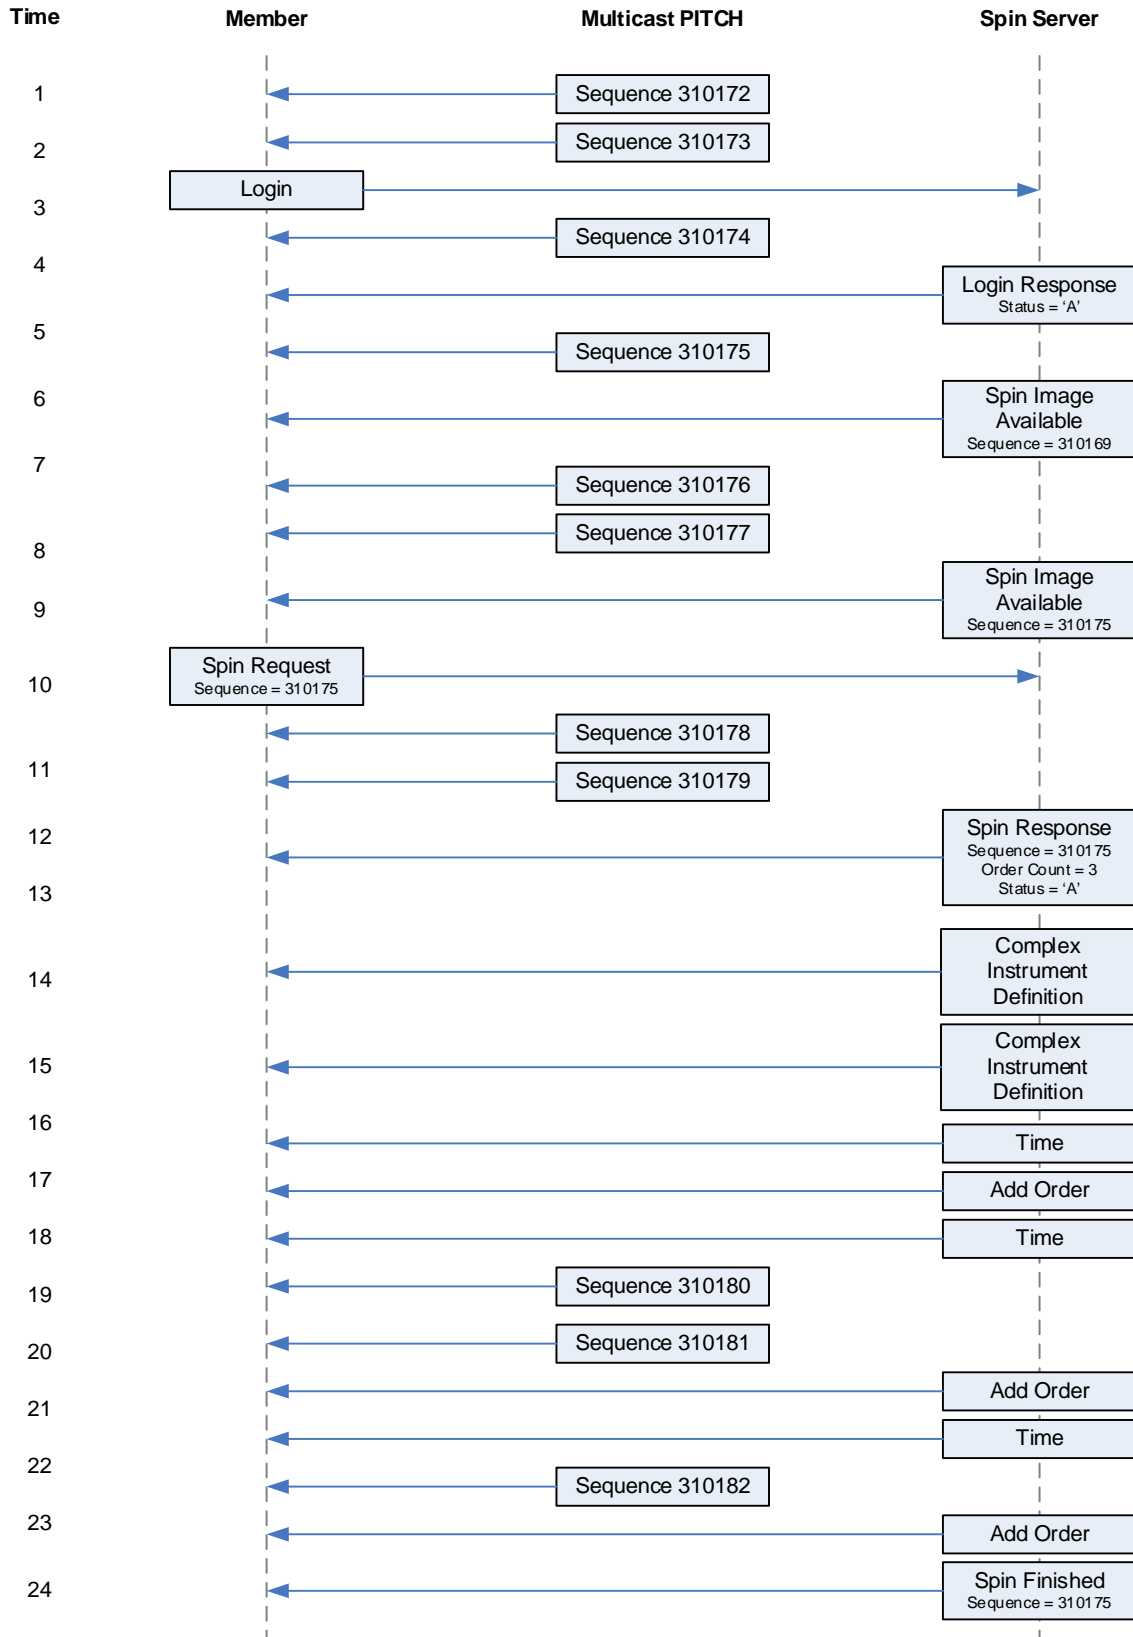 Time Member Multicast PITCH Spin Server
1 Sequence 310172
2 Sequence 310173
Login
3
Sequence 310174
4
Login Response
Status = ‘A’
5
Sequence 310175
6
Spin Image
Available
Sequence = 310169
7
Sequence 310176
Sequence 310177
8
Spin Image
Available
Sequence = 310175
9
Spin Request
Sequence = 310175
10
Sequence 310178
11
Sequence 310179
12
Spin Response
Sequence = 310175
Order Count = 3
Status = ‘A’
13
Complex
Instrument
Definition
14
Complex
Instrument
Definition
15
16
Time
17
Add Order
18
Time
19
Sequence 310180
20
Sequence 310181
Add Order
21
Time
22
Sequence 310182
23
Add Order
24
Spin Finished
Sequence = 310175